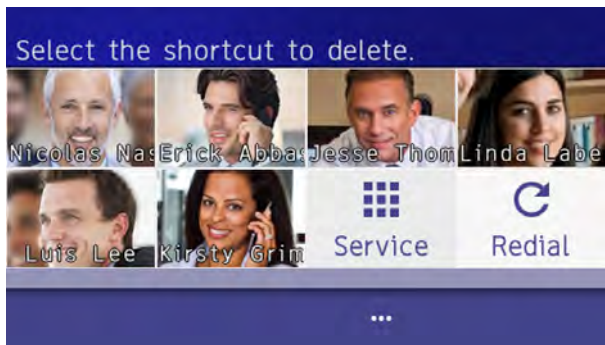 Select the shortcut to delete.
Nicolas Nas Erick Abbas Jesse Thom Linda Labe
Luis Lee Kirsty Grim Service Redial
...